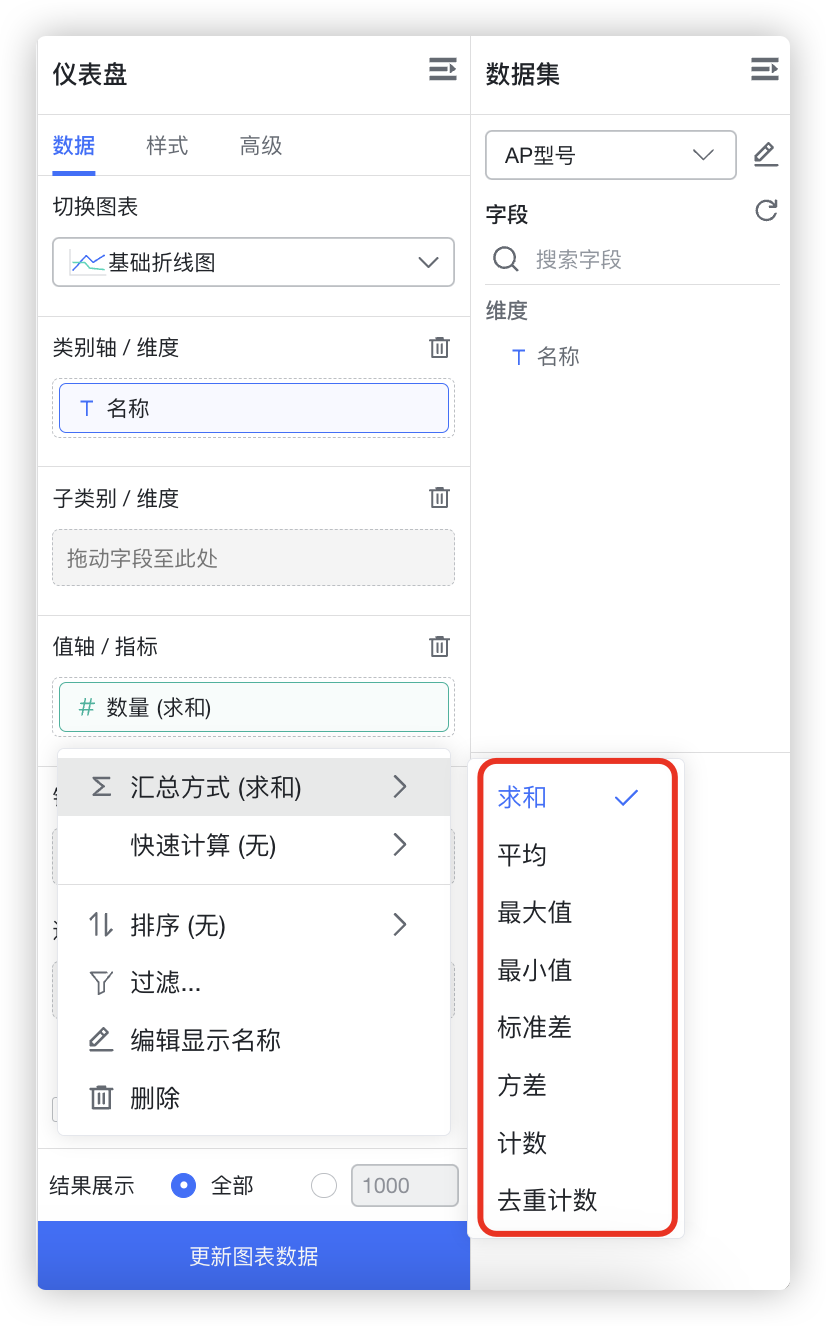 仪表盘
数据 样式 高级
切换图表
基础折线图
类别轴 / 维度
T 名称
子类别 / 维度
拖动字段至此处
值轴 / 指标
# 数量 (求和)
Σ 汇总方式 (求和)
快速计算 (无)
排序 (无)
过滤...
编辑显示名称
删除
结果展示 全部 1000
更新图表数据
数据集
AP型号
字段
搜索字段
维度
T 名称
求和
平均
最大值
最小值
标准差
方差
计数
去重计数